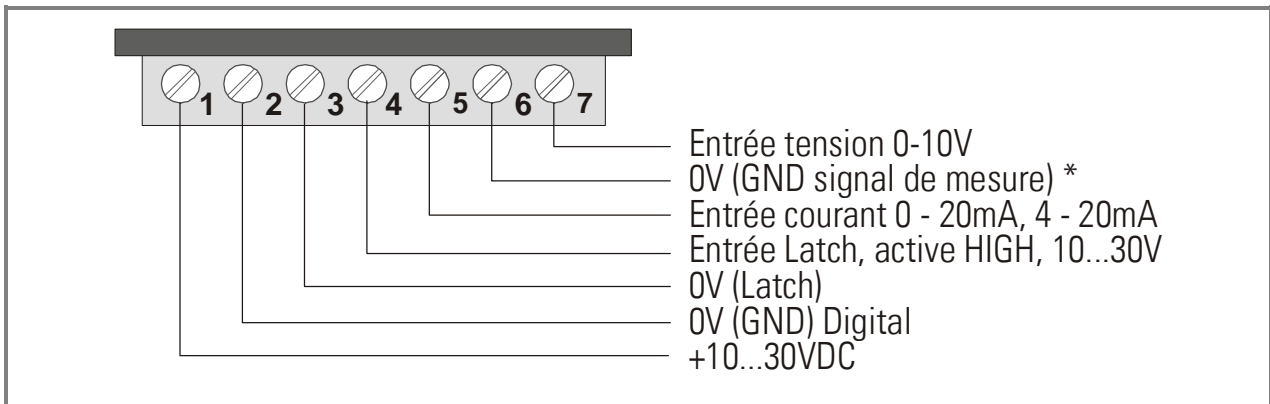 1 2 3 4 5 6 7
Entrée tension 0-10V
0V (GND signal de mesure) *
Entrée courant 0 - 20mA, 4 - 20mA
Entrée Latch, active HIGH, 10...30V
0V (Latch)
0V (GND) Digital
+10...30VDC